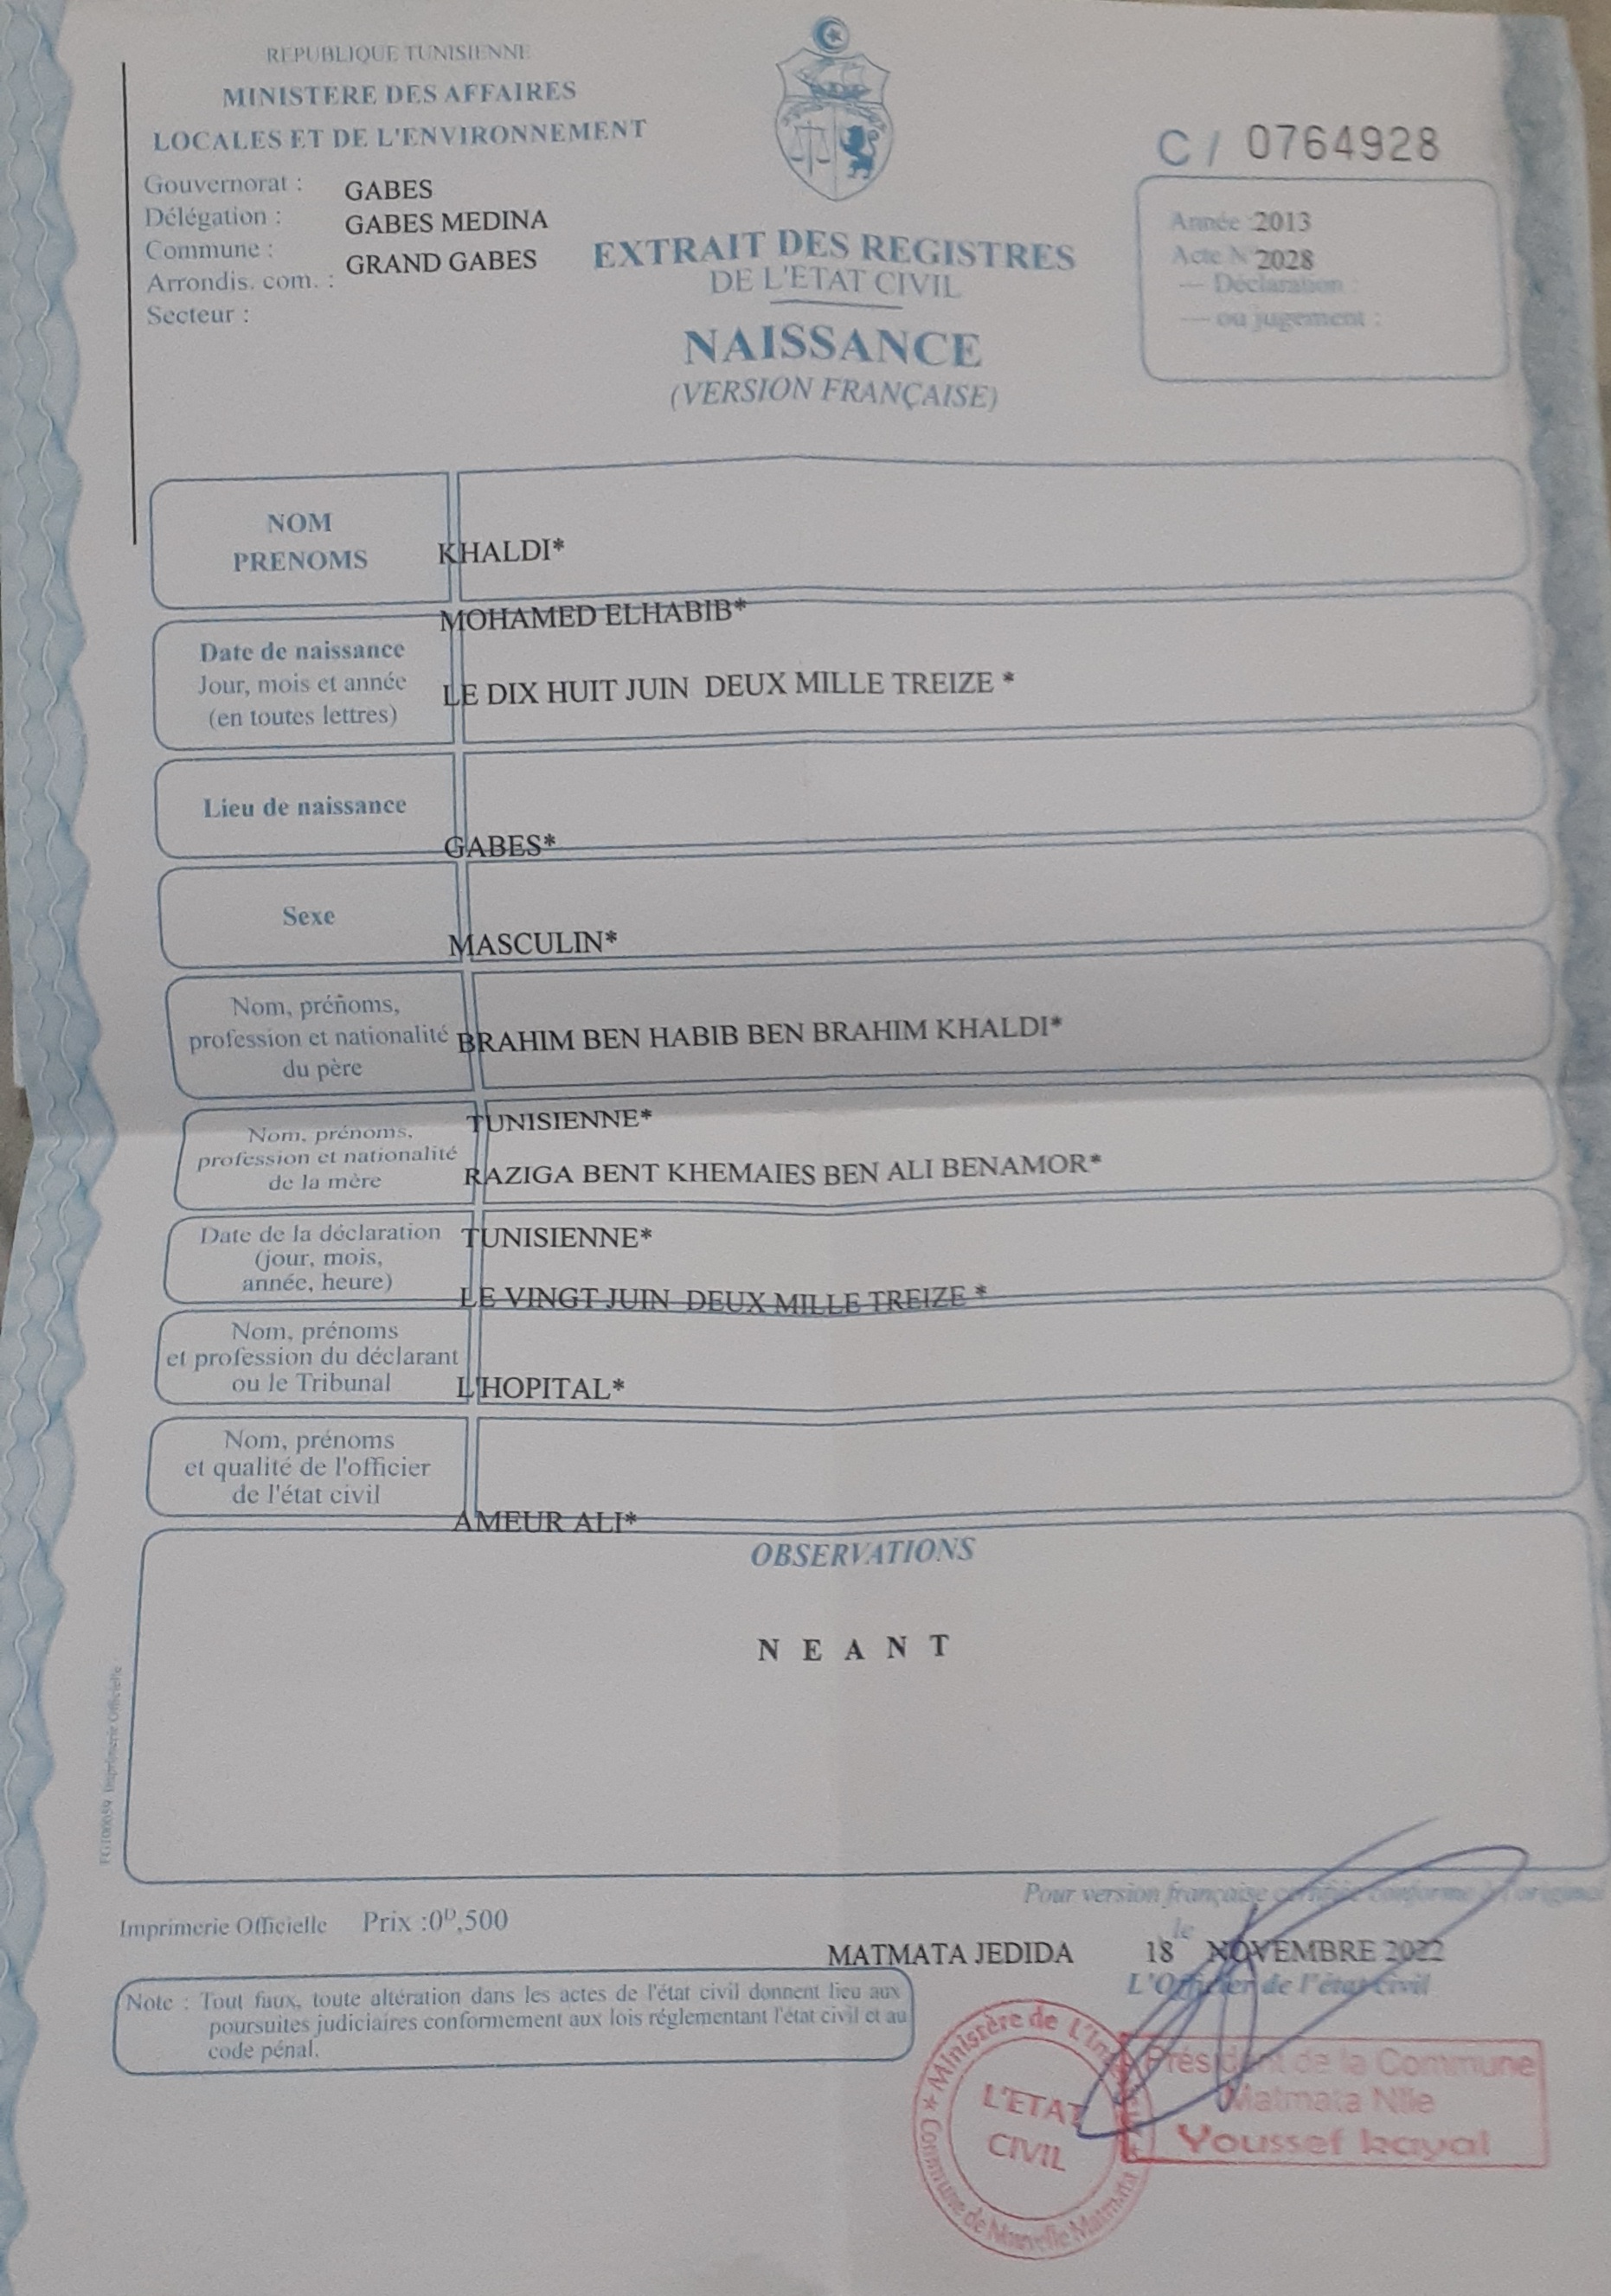 REPUBLIQUE TUNISIENNE
MINISTERE DES AFFAIRES
LOCALES ET DE L'ENVIRONNEMENT
Gouvernorat : GABES
Délégation : GABES MEDINA
Commune : GRAND GABES
Arrondis. com. :
Secteur :
C / 0764928
Année :2013
Acte N° 2028
— Déclaration :
— ou jugement :
EXTRAIT DES REGISTRES
DE L'ETAT CIVIL
NAISSANCE
(VERSION FRANÇAISE)
NOM
PRENOMS
KHALDI*
MOHAMED ELHABIB*
Date de naissance
Jour, mois et année
(en toutes lettres)
LE DIX HUIT JUIN DEUX MILLE TREIZE *
Lieu de naissance
GABES*
Sexe
MASCULIN*
Nom, prénoms,
profession et nationalité
du père
BRAHIM BEN HABIB BEN BRAHIM KHALDI*
TUNISIENNE*
Nom, prénoms,
profession et nationalité
de la mère
RAZIGA BENT KHEMAIES BEN ALI BENAMOR*
TUNISIENNE*
Date de la déclaration
(jour, mois,
année, heure)
LE VINGT JUIN DEUX MILLE TREIZE *
Nom, prénoms
et profession du déclarant
ou le Tribunal
L'HOPITAL*
Nom, prénoms
et qualité de l'officier
de l'état civil
AMEUR ALI*
OBSERVATIONS
N E A N T
Imprimerie Officielle
Pour version française certifiée conforme à l'original
Imprimerie Officielle Prix :0ᴰ,500
le
MATMATA JEDIDA 18 NOVEMBRE 2022
L'Officier de l'état civil
Note : Tout faux, toute altération dans les actes de l'état civil donnent lieu aux
poursuites judiciaires conformement aux lois réglementant l'état civil et au
code pénal.
Ministère de
L'ETAT
CIVIL
Commune de Nouvelle Matmata
Président de la Commune
Matmata Nlle
Youssef kayal